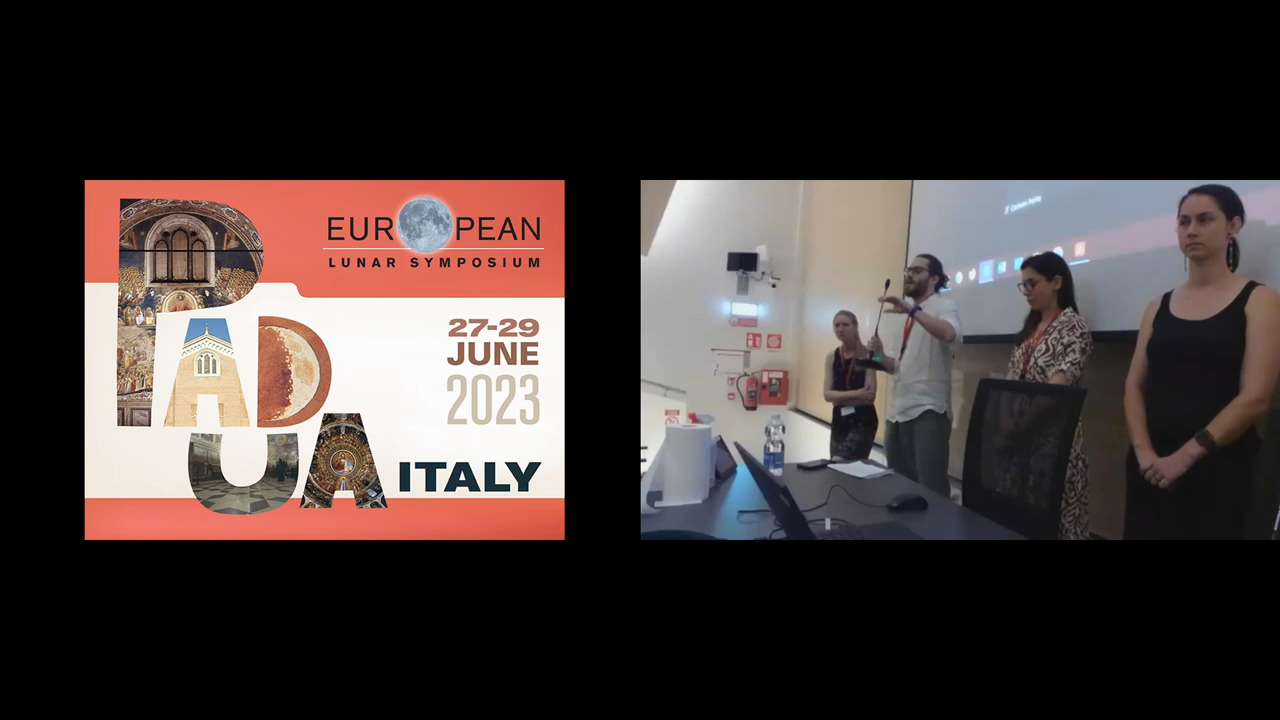 EUROPEAN
LUNAR SYMPOSIUM
27-29
JUNE
2023
PADUA
ITALY